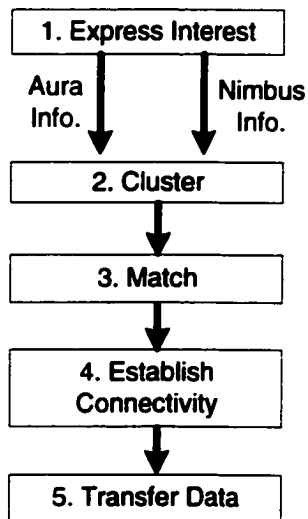 1. Express Interest
Aura
Info.
Nimbus
Info.
2. Cluster
3. Match
4. Establish
Connectivity
5. Transfer Data